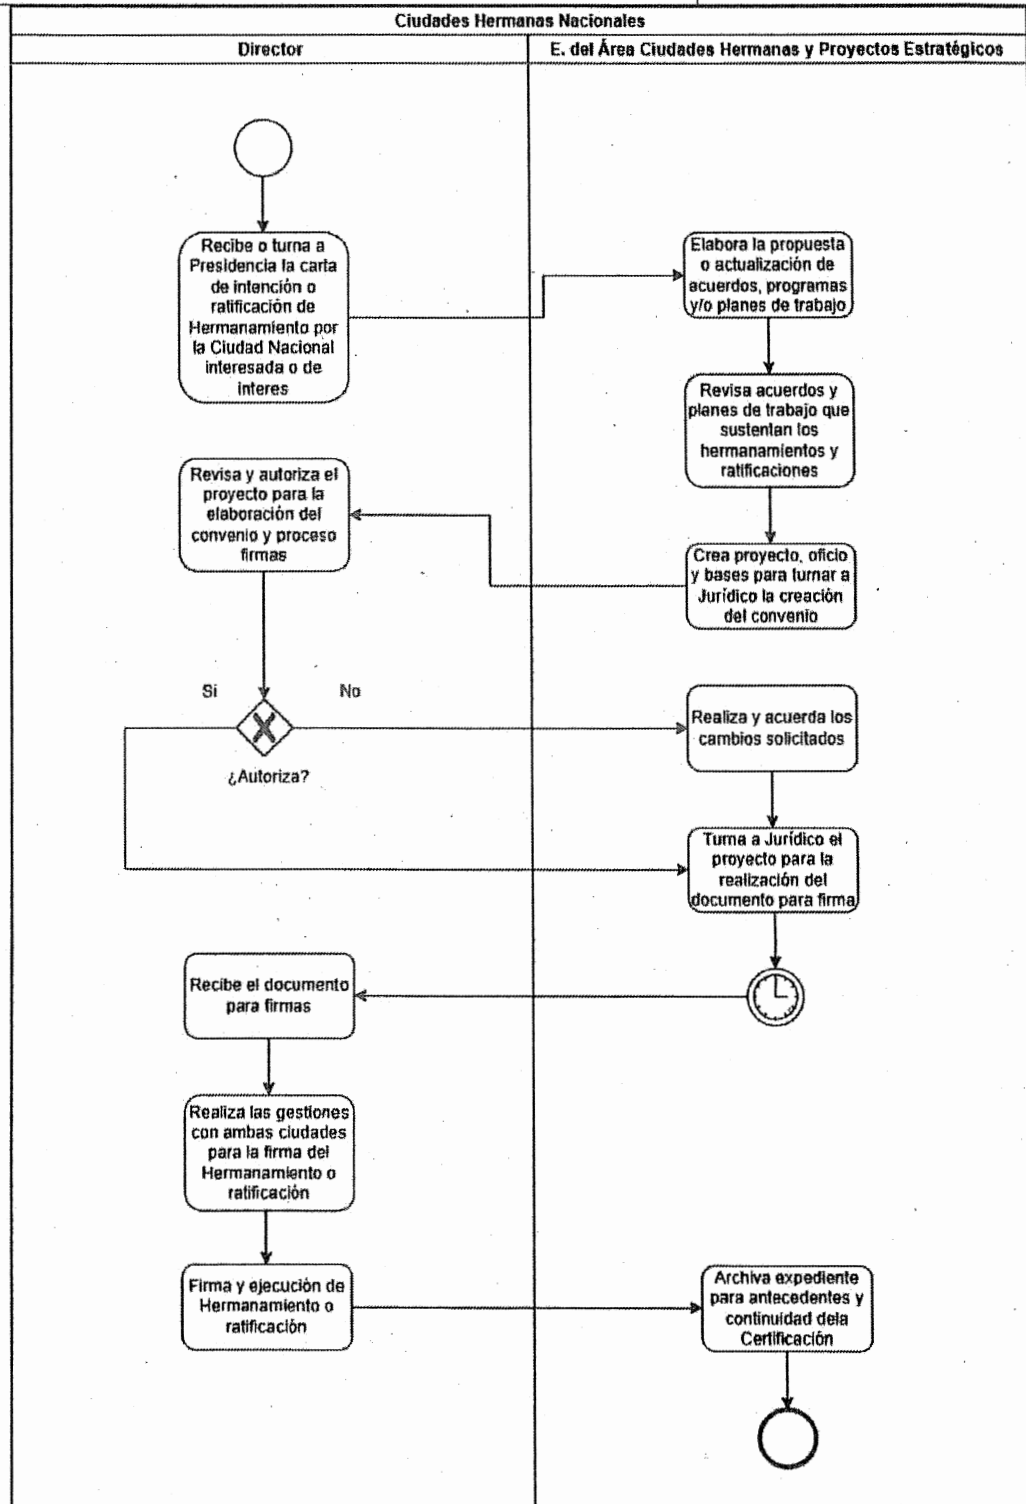 Ciudades Hermanas Nacionales
Director
E. del Área Ciudades Hermanas y Proyectos Estratégicos
Recibe o turna a
Presidencia la carta
de intención o
ratificación de
Hermanamiento por
la Ciudad Nacional
interesada o de
interes
Elabora la propuesta
o actualización de
acuerdos, programas
y/o planes de trabajo
Revisa acuerdos y
planes de trabajo que
sustentan los
hermanamientos y
ratificaciones
Crea proyecto, oficio
y bases para turnar a
Jurídico la creación
del convenio
Revisa y autoriza el
proyecto para la
elaboración del
convenio y proceso
firmas
Si
No
¿Autoriza?
Realiza y acuerda los
cambios solicitados
Turna a Jurídico el
proyecto para la
realización del
documento para firma
Recibe el documento
para firmas
Realiza las gestiones
con ambas ciudades
para la firma del
Hermanamiento o
ratificación
Firma y ejecución de
Hermanamiento o
ratificación
Archiva expediente
para antecedentes y
continuidad dela
Certificación